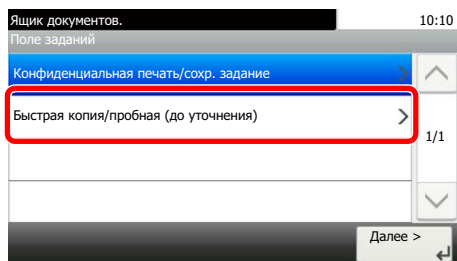 Ящик документов. 10:10
Поле заданий
Конфиденциальная печать/сохр. задание
Быстрая копия/пробная (до уточнения)
1/1
Далее >